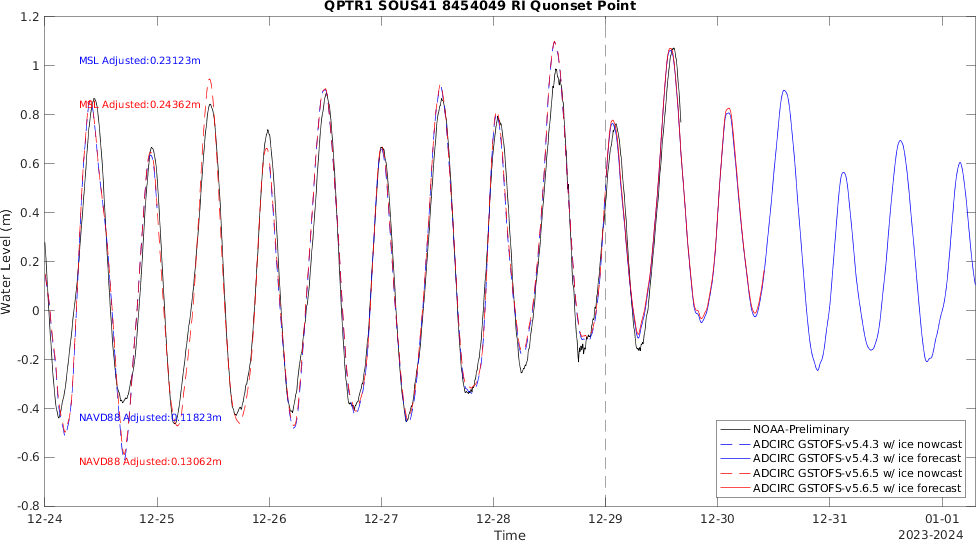 QPTR1 SOUS41 8454049 RI Quonset Point
1.2
1
0.8
0.6
0.4
0.2
0
-0.2
-0.4
-0.6
-0.8
Water Level (m)
MSL Adjusted:0.23123m
MSL Adjusted:0.24362m
NAVD88 Adjusted:0.11823m
NAVD88 Adjusted:0.13062m
NOAA-Preliminary
ADCIRC GSTOFS-v5.4.3 w/ ice nowcast
ADCIRC GSTOFS-v5.4.3 w/ ice forecast
ADCIRC GSTOFS-v5.6.5 w/ ice nowcast
ADCIRC GSTOFS-v5.6.5 w/ ice forecast
12-24 12-25 12-26 12-27 12-28 12-29 12-30 12-31 01-01
Time
2023-2024